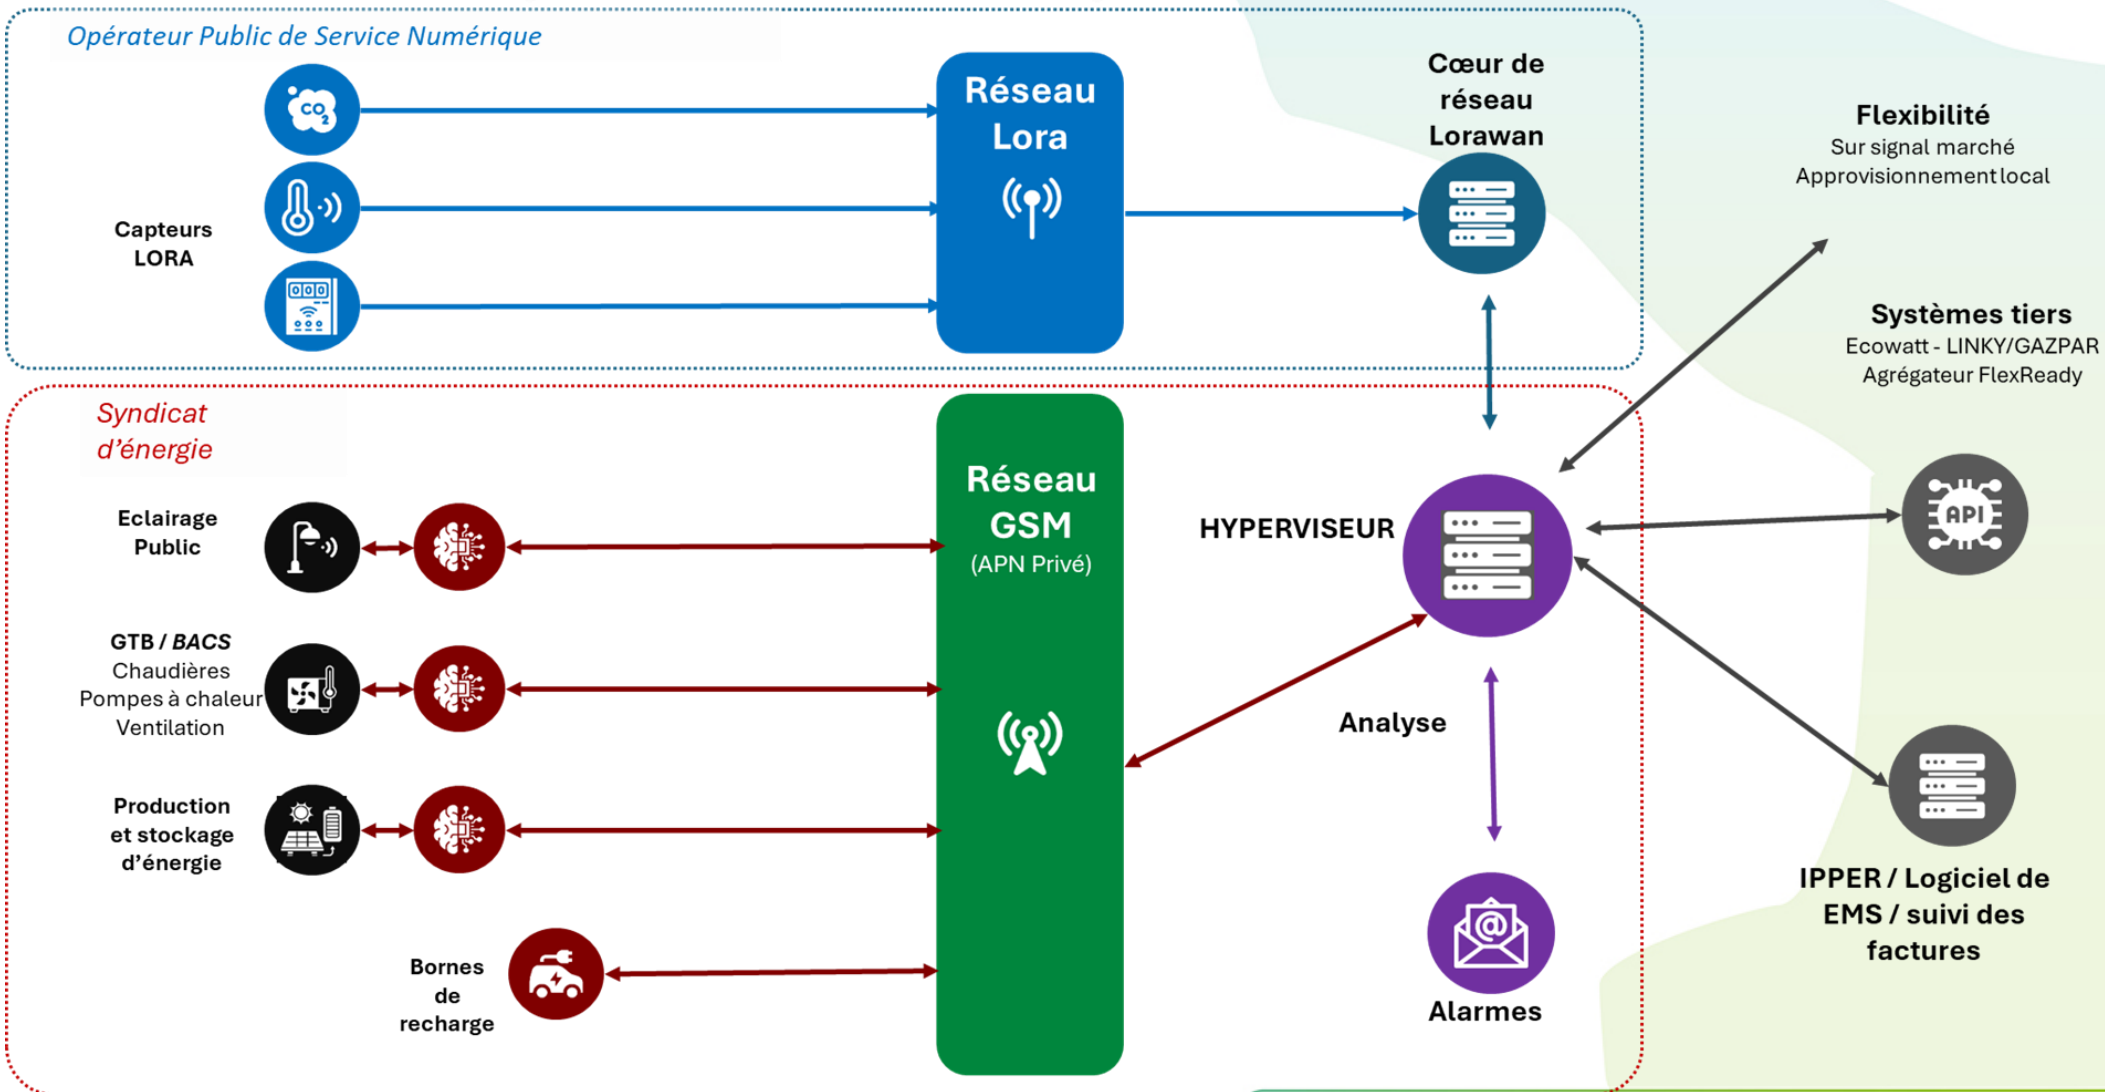 Opérateur Public de Service Numérique
CO2
Capteurs
LORA
000
Réseau
Lora
Cœur de
réseau
Lorawan
Flexibilité
Sur signal marché
Approvisionnement local
Systèmes tiers
Ecowatt - LINKY/GAZPAR
Agrégateur FlexReady
API
Syndicat
d’énergie
Eclairage
Public
GTB / BACS
Chaudières
Pompes à chaleur
Ventilation
Production
et stockage
d’énergie
Bornes
de
recharge
Réseau
GSM
(APN Privé)
HYPERVISEUR
Analyse
@
Alarmes
IPPER / Logiciel de
EMS / suivi des
factures